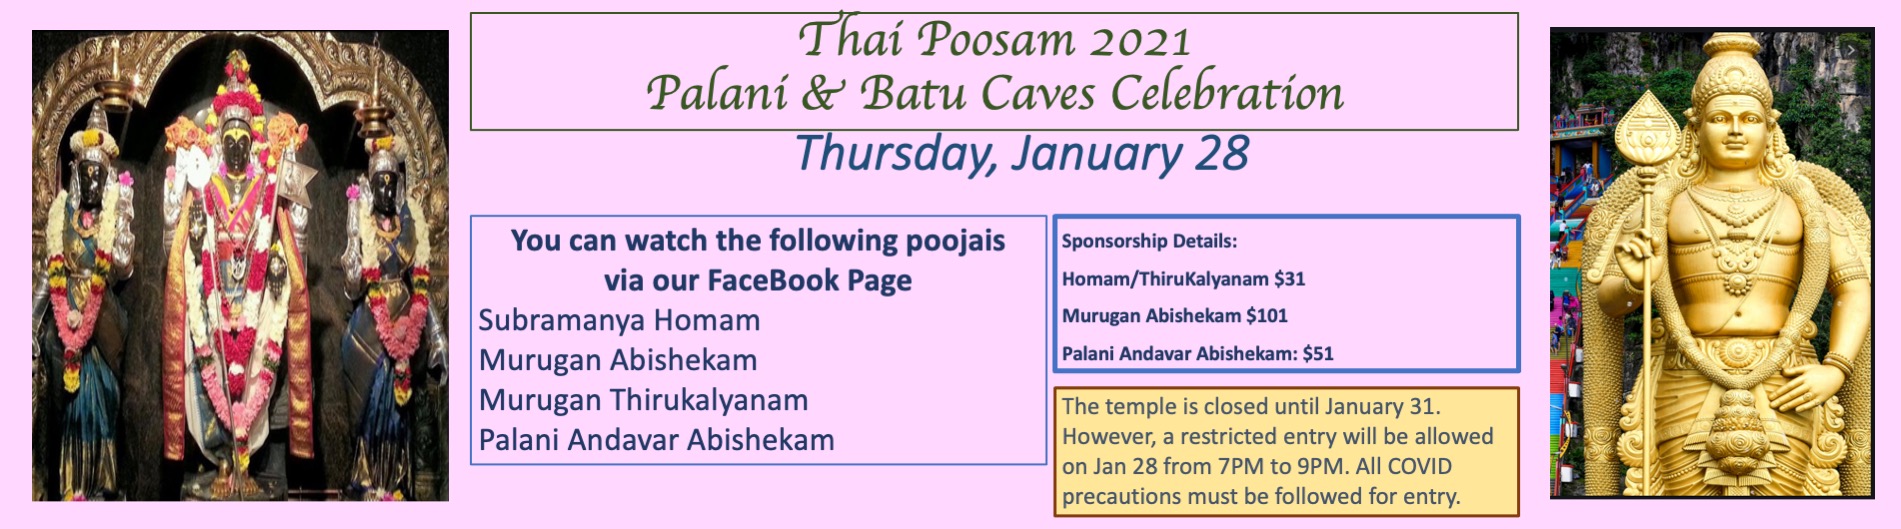 Thai Poosam 2021
Palani & Batu Caves Celebration
Thursday, January 28
You can watch the following poojais
via our FaceBook Page
Subramanya Homam
Murugan Abishekam
Murugan Thirukalyanam
Palani Andavar Abishekam
Sponsorship Details:
Homam/ThiruKalyanam $31
Murugan Abishekam $101
Palani Andavar Abishekam: $51
The temple is closed until January 31.
However, a restricted entry will be allowed
on Jan 28 from 7PM to 9PM. All COVID
precautions must be followed for entry.